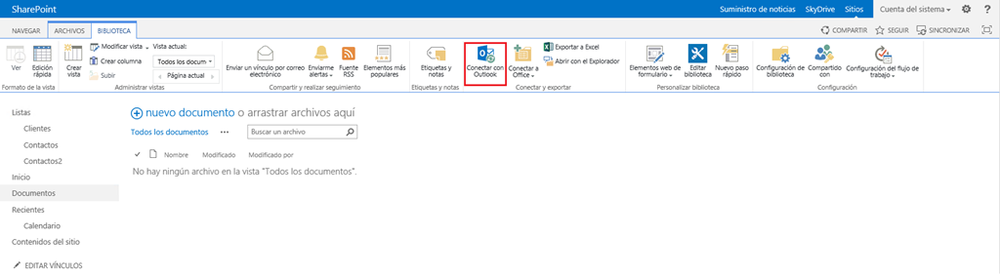 SharePoint
Suministro de noticias SkyDrive Sitios Cuenta del sistema ?
NAVEGAR ARCHIVOS BIBLIOTECA
COMPARTIR SEGUIR SINCRONIZAR
Ver
Edición rápida
Formato de la vista
Crear vista
Modificar vista
Crear columna
Subir
Vista actual:
Todos los docum
Página actual
Administrar vistas
Enviar un vínculo por correo electrónico
Enviarme alertas
Fuente RSS
Elementos más populares
Compartir y realizar seguimiento
Etiquetas y notas
Etiquetas y notas
Conectar con Outlook
Conectar a Office
Exportar a Excel
Abrir con el Explorador
Conectar y exportar
Elementos web de formulario
Editar biblioteca
Nuevo paso rápido
Personalizar biblioteca
Configuración de biblioteca
Compartido con
Configuración del flujo de trabajo
Configuración
Listas
Clientes
Contactos
Contactos2
Inicio
Documentos
Recientes
Calendario
Contenidos del sitio
EDITAR VÍNCULOS
nuevo documento o arrastrar archivos aquí
Todos los documentos ••• Buscar un archivo
Nombre Modificado Modificado por
No hay ningún archivo en la vista "Todos los documentos".